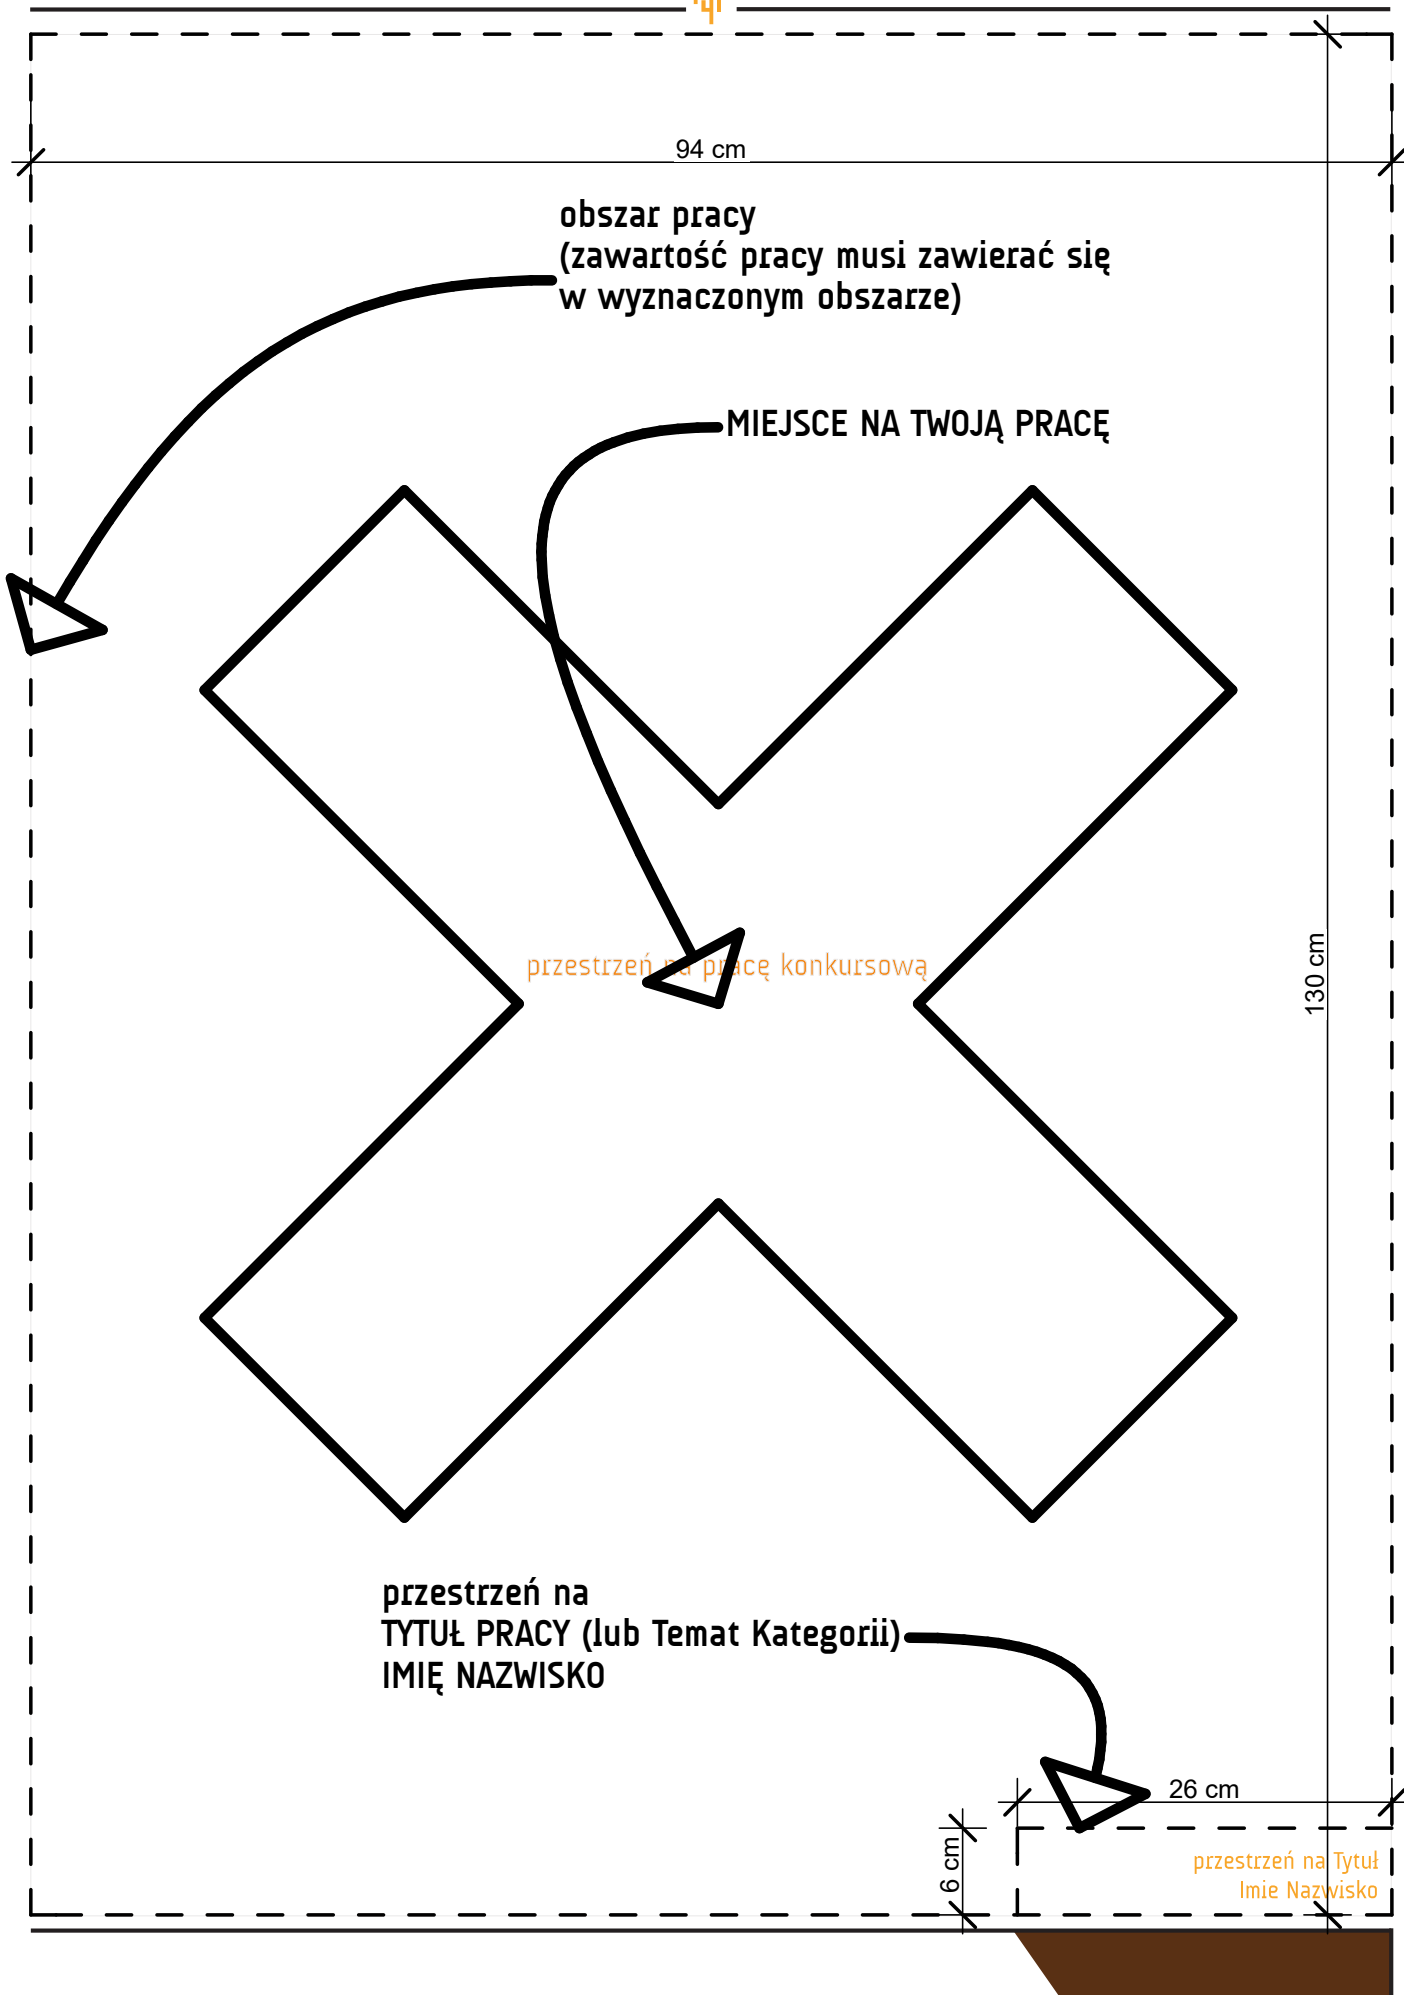 94 cm
obszar pracy
(zawartość pracy musi zawierać się
w wyznaczonym obszarze)
MIEJSCE NA TWOJĄ PRACĘ
przestrzeń na pracę konkursową
130 cm
przestrzeń na
TYTUŁ PRACY (lub Temat Kategorii)
IMIĘ NAZWISKO
26 cm
6 cm
przestrzeń na Tytuł
Imie Nazwisko